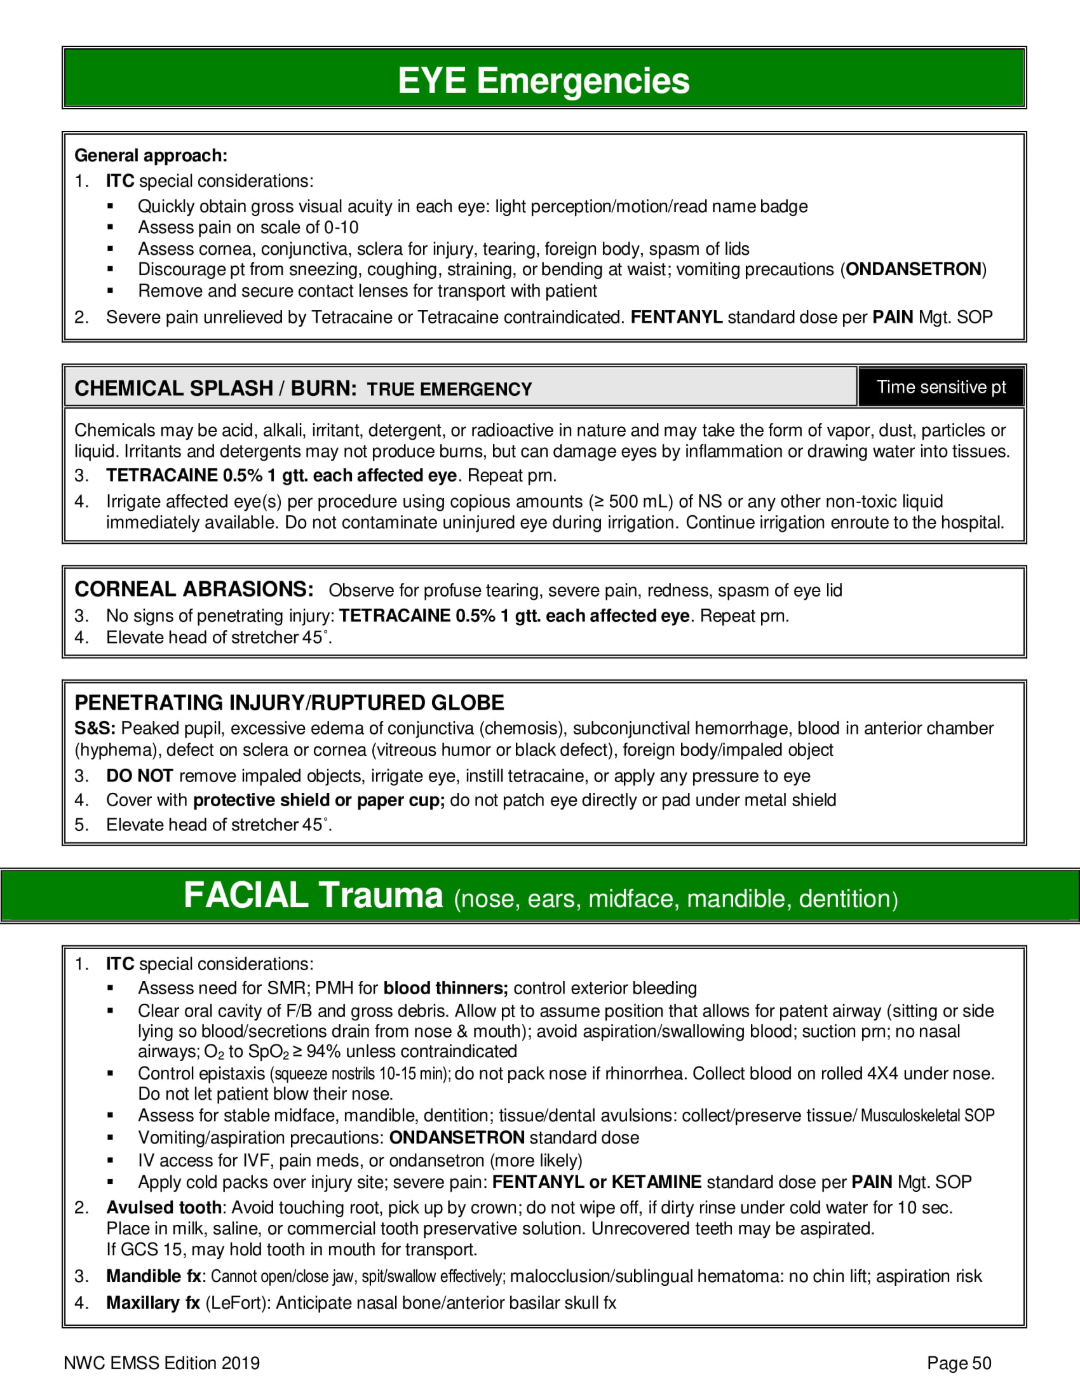 EYE Emergencies
General approach:
1. ITC special considerations:
▪ Quickly obtain gross visual acuity in each eye: light perception/motion/read name badge
▪ Assess pain on scale of 0-10
▪ Assess cornea, conjunctiva, sclera for injury, tearing, foreign body, spasm of lids
▪ Discourage pt from sneezing, coughing, straining, or bending at waist; vomiting precautions (ONDANSETRON)
▪ Remove and secure contact lenses for transport with patient
2. Severe pain unrelieved by Tetracaine or Tetracaine contraindicated. FENTANYL standard dose per PAIN Mgt. SOP
CHEMICAL SPLASH / BURN: TRUE EMERGENCY
Time sensitive pt
Chemicals may be acid, alkali, irritant, detergent, or radioactive in nature and may take the form of vapor, dust, particles or
liquid. Irritants and detergents may not produce burns, but can damage eyes by inflammation or drawing water into tissues.
3. TETRACAINE 0.5% 1 gtt. each affected eye. Repeat prn.
4. Irrigate affected eye(s) per procedure using copious amounts (≥ 500 mL) of NS or any other non-toxic liquid
immediately available. Do not contaminate uninjured eye during irrigation. Continue irrigation enroute to the hospital.
CORNEAL ABRASIONS: Observe for profuse tearing, severe pain, redness, spasm of eye lid
3. No signs of penetrating injury: TETRACAINE 0.5% 1 gtt. each affected eye. Repeat prn.
4. Elevate head of stretcher 45˚.
PENETRATING INJURY/RUPTURED GLOBE
S&S: Peaked pupil, excessive edema of conjunctiva (chemosis), subconjunctival hemorrhage, blood in anterior chamber
(hyphema), defect on sclera or cornea (vitreous humor or black defect), foreign body/impaled object
3. DO NOT remove impaled objects, irrigate eye, instill tetracaine, or apply any pressure to eye
4. Cover with protective shield or paper cup; do not patch eye directly or pad under metal shield
5. Elevate head of stretcher 45˚.
FACIAL Trauma (nose, ears, midface, mandible, dentition)
1. ITC special considerations:
▪ Assess need for SMR; PMH for blood thinners; control exterior bleeding
▪ Clear oral cavity of F/B and gross debris. Allow pt to assume position that allows for patent airway (sitting or side
lying so blood/secretions drain from nose & mouth); avoid aspiration/swallowing blood; suction prn; no nasal
airways; O₂ to SpO₂ ≥ 94% unless contraindicated
▪ Control epistaxis (squeeze nostrils 10-15 min); do not pack nose if rhinorrhea. Collect blood on rolled 4X4 under nose.
Do not let patient blow their nose.
▪ Assess for stable midface, mandible, dentition; tissue/dental avulsions: collect/preserve tissue/ Musculoskeletal SOP
▪ Vomiting/aspiration precautions: ONDANSETRON standard dose
▪ IV access for IVF, pain meds, or ondansetron (more likely)
▪ Apply cold packs over injury site; severe pain: FENTANYL or KETAMINE standard dose per PAIN Mgt. SOP
2. Avulsed tooth: Avoid touching root, pick up by crown; do not wipe off, if dirty rinse under cold water for 10 sec.
Place in milk, saline, or commercial tooth preservative solution. Unrecovered teeth may be aspirated.
If GCS 15, may hold tooth in mouth for transport.
3. Mandible fx: Cannot open/close jaw, spit/swallow effectively; malocclusion/sublingual hematoma: no chin lift; aspiration risk
4. Maxillary fx (LeFort): Anticipate nasal bone/anterior basilar skull fx
NWC EMSS Edition 2019
Page 50